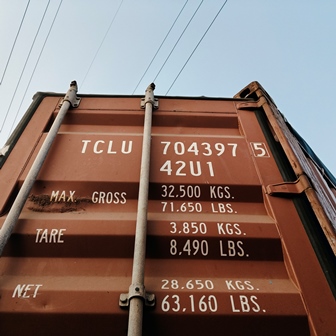 TCLU 704397 5
42U1
MAX. GROSS 32.500 KGS.
71.650 LBS.
TARE 3.850 KGS.
8,490 LBS.
NET 28.650 KGS.
63,160 LBS.